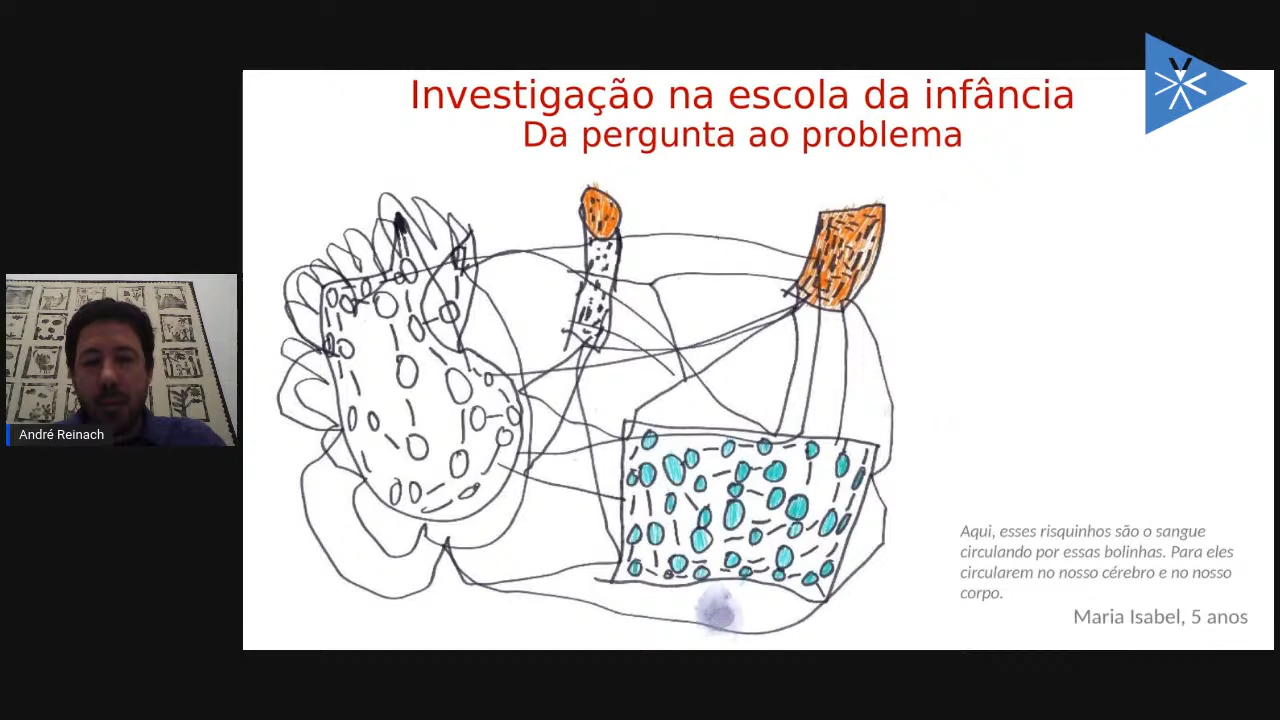 Investigação na escola da infância
Da pergunta ao problema
André Reinach
Aqui, esses risquinhos são o sangue
circulando por essas bolinhas. Para eles
circularem no nosso cérebro e no nosso
corpo.
Maria Isabel, 5 anos